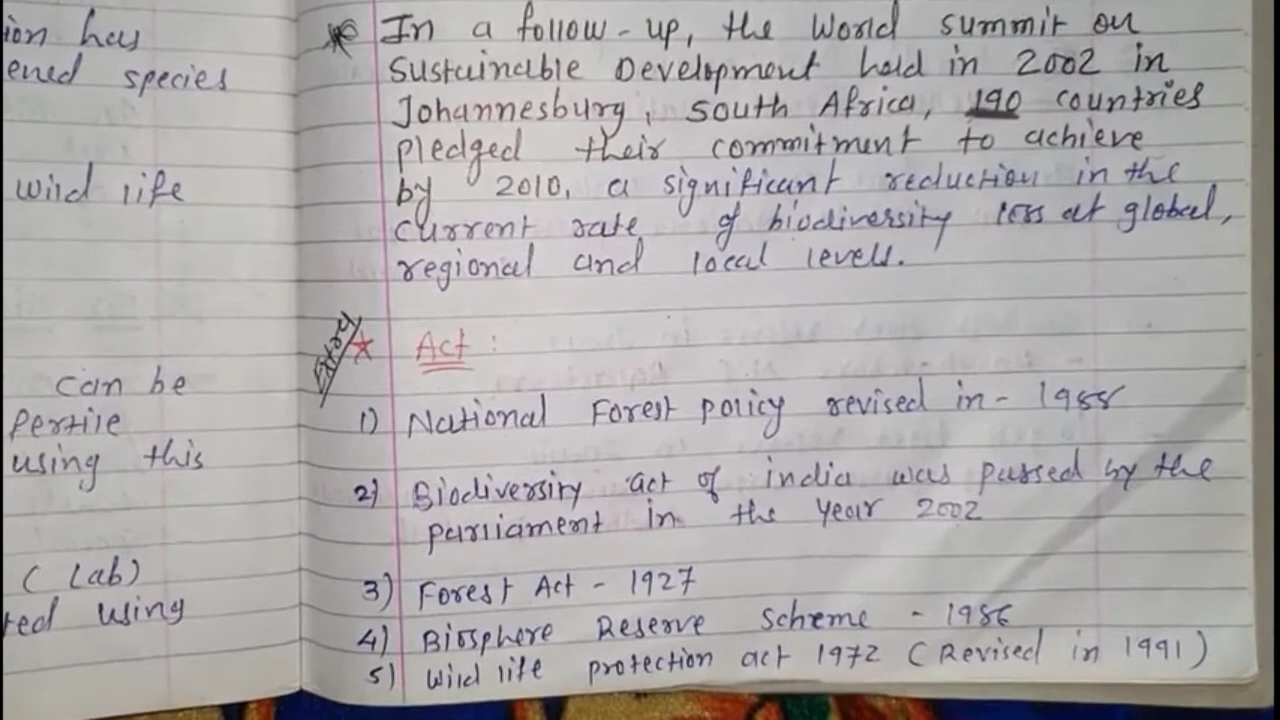 ion has
ened species
wild life
can be
Pertile
using this
(Lab)
red using
In a follow-up, the World summit on
Sustainable Development held in 2002 in
Johannesburg, South Africa, 190 countries
pledged their commitment to achieve
by 2010, a significant reduction in the
current rate of biodiversity loss at global,
regional and local levels.
Extra
★ Act:
1) National Forest policy revised in - 1988
2) Biodiversity act of india was passed by the
parliament in the year 2002
3) Forest Act - 1927
4) Biosphere Reserve Scheme - 1986
5) Wild life protection act 1972 (Revised in 1991)